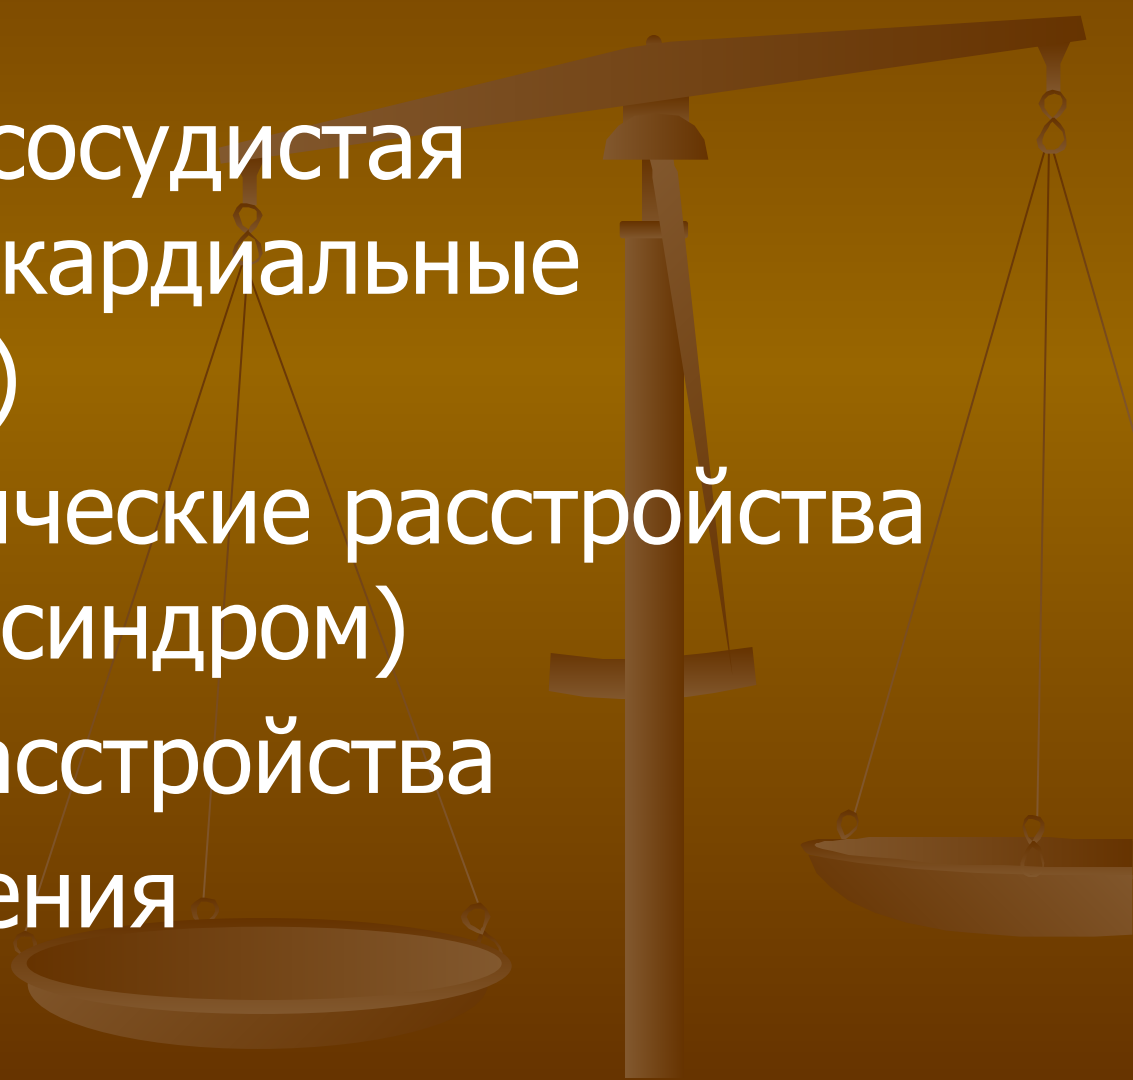 сосудистая
кардиальные
)
ические расстройства
синдром)
асстройства
ения